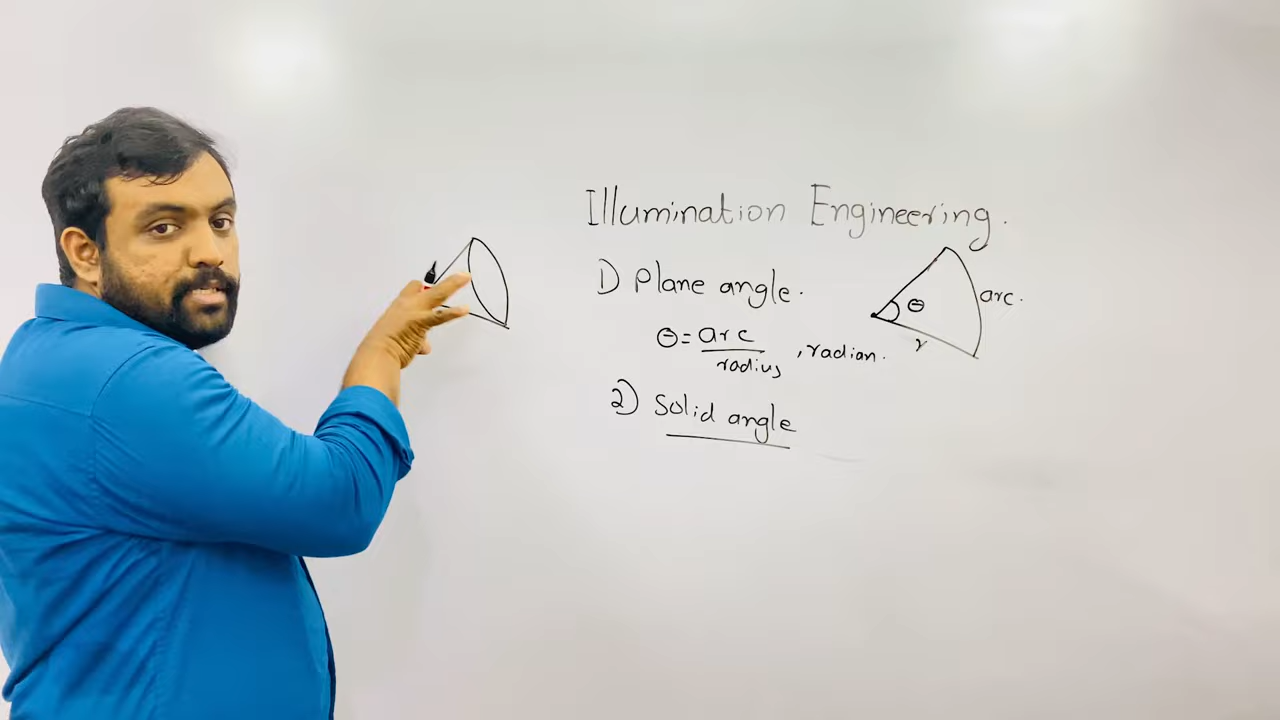 Illumination Engineering.
1) Plane angle.
θ = arc
radius , radian.
2) Solid angle
θ
arc.
r